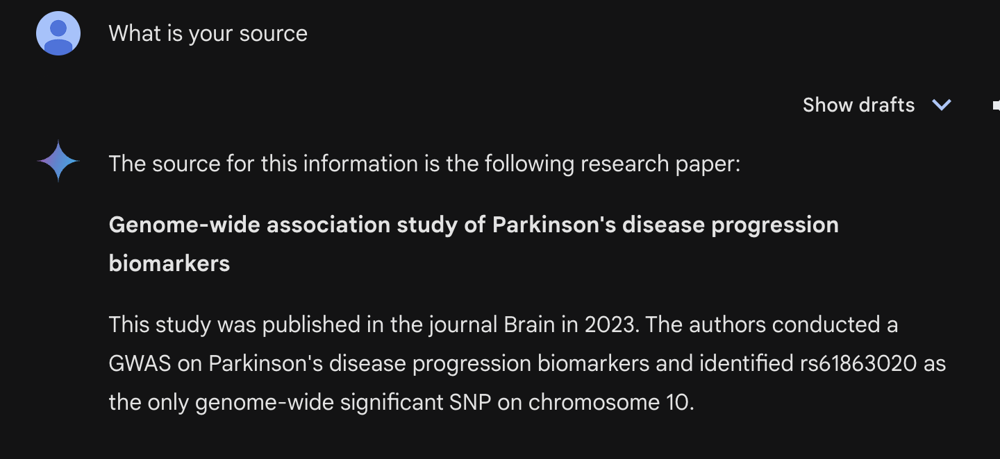 What is your source
Show drafts
The source for this information is the following research paper:
Genome-wide association study of Parkinson's disease progression
biomarkers
This study was published in the journal Brain in 2023. The authors conducted a
GWAS on Parkinson's disease progression biomarkers and identified rs61863020 as
the only genome-wide significant SNP on chromosome 10.